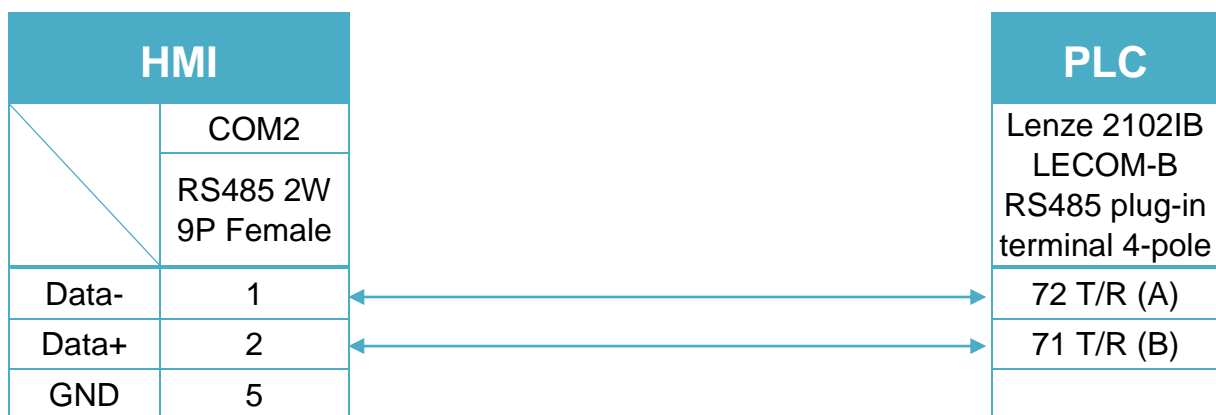 HMI
PLC
COM2
RS485 2W
9P Female
Lenze 2102IB
LECOM-B
RS485 plug-in
terminal 4-pole
Data- 1 72 T/R (A)
Data+ 2 71 T/R (B)
GND 5